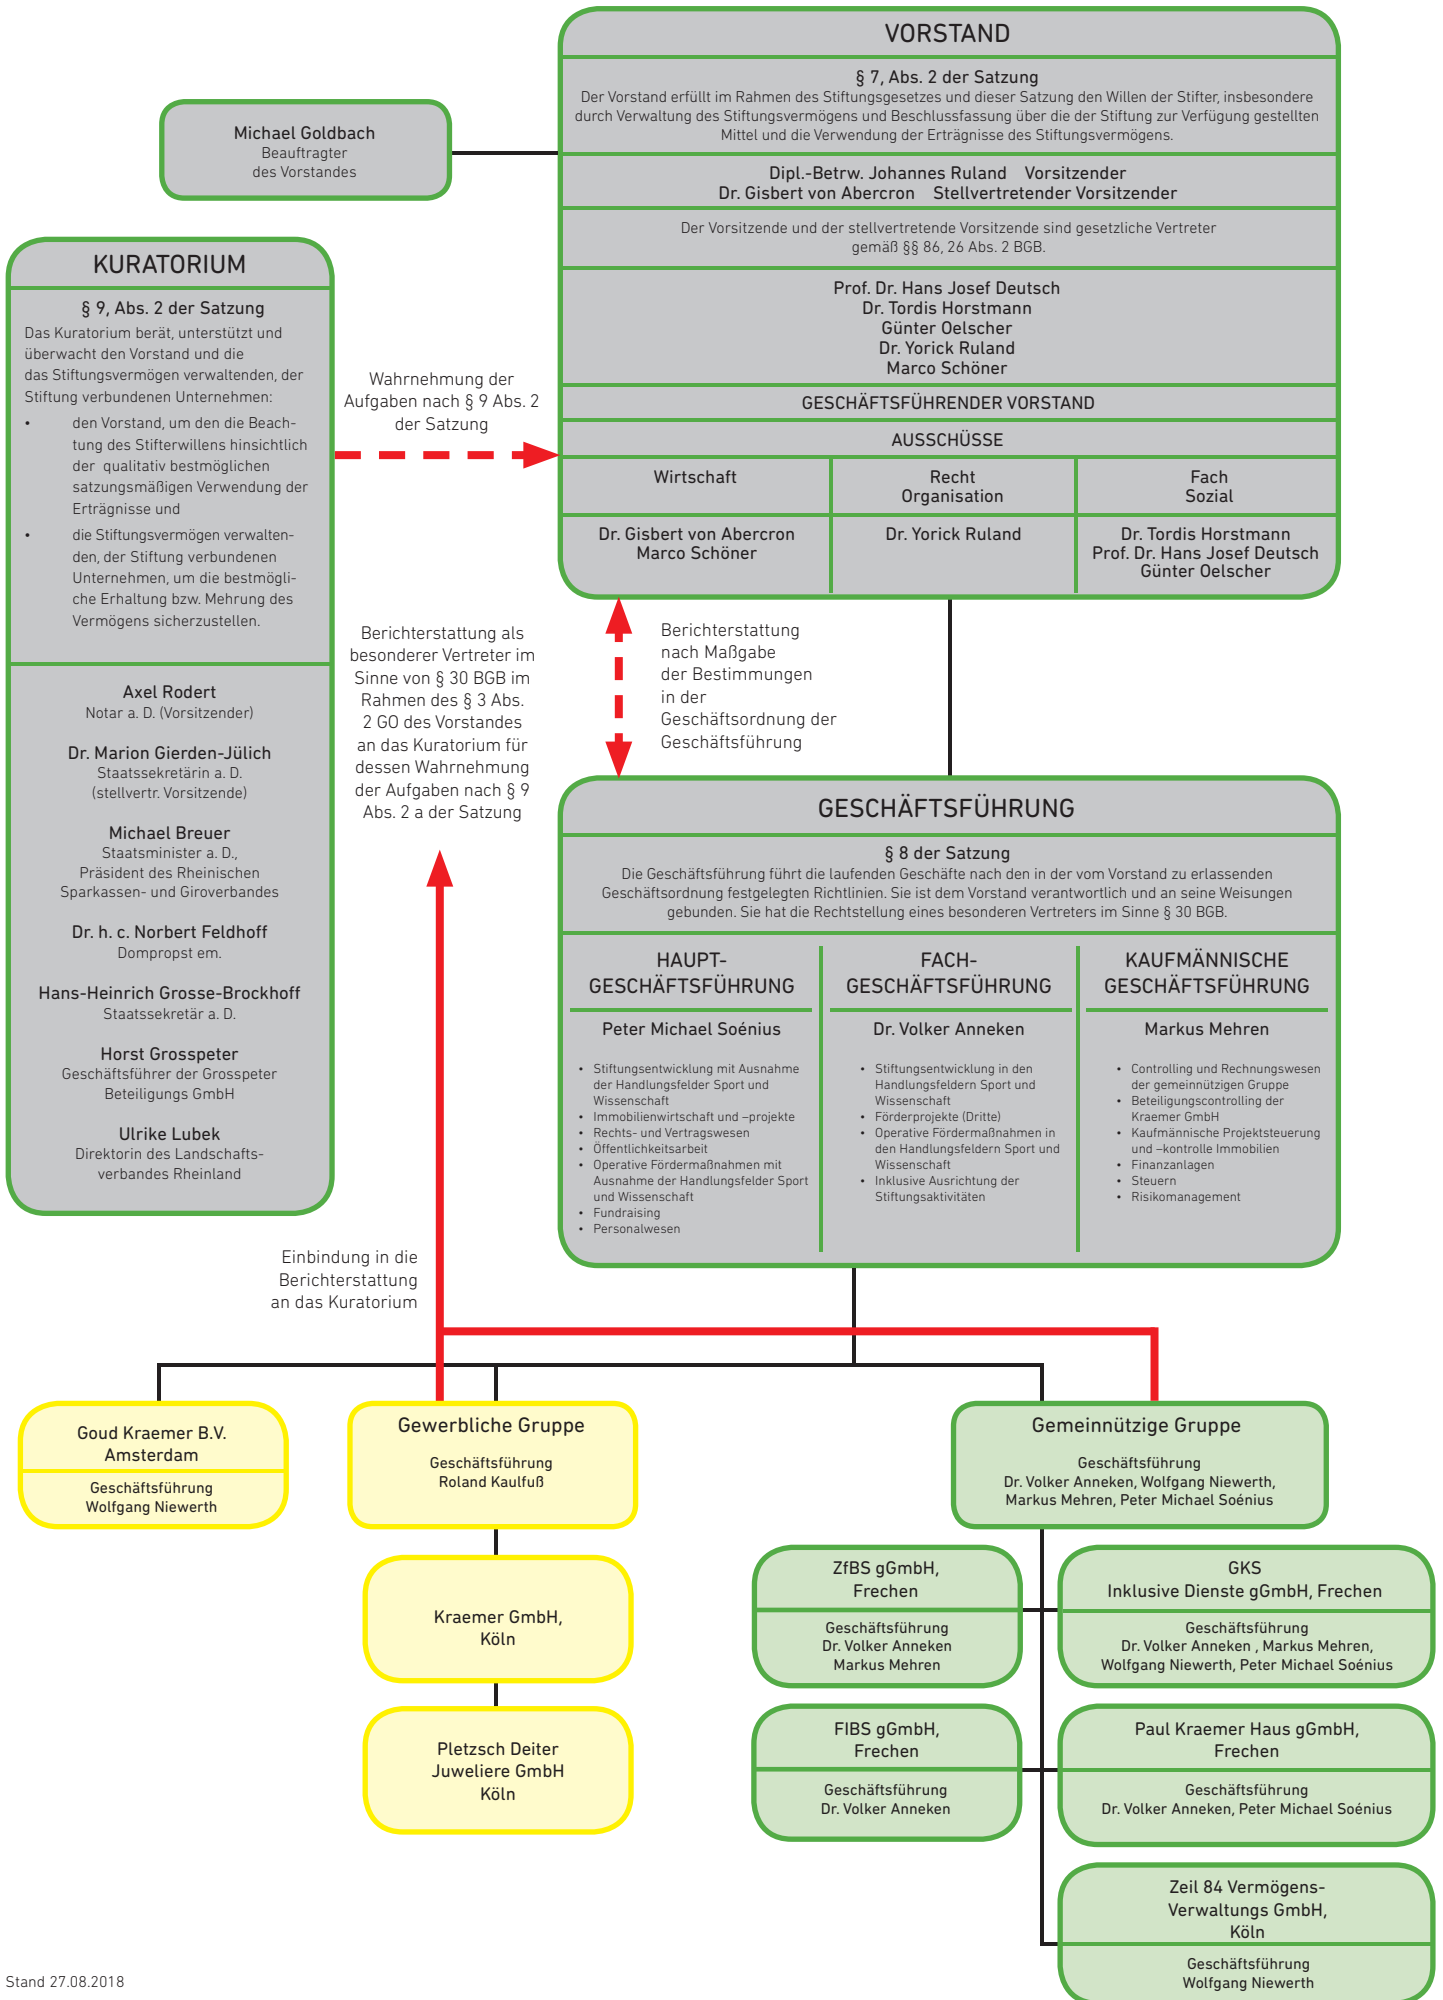 VORSTAND
§ 7, Abs. 2 der Satzung
Der Vorstand erfüllt im Rahmen des Stiftungsgesetzes und dieser Satzung den Willen der Stifter, insbesondere
durch Verwaltung des Stiftungsvermögens und Beschlussfassung über die der Stiftung zur Verfügung gestellten
Mittel und die Verwendung der Erträgnisse des Stiftungsvermögens.
Dipl.-Betrw. Johannes Ruland Vorsitzender
Dr. Gisbert von Abercron Stellvertretender Vorsitzender
Der Vorsitzende und der stellvertretende Vorsitzende sind gesetzliche Vertreter
gemäß §§ 86, 26 Abs. 2 BGB.
Prof. Dr. Hans Josef Deutsch
Dr. Tordis Horstmann
Günter Oelscher
Dr. Yorick Ruland
Marco Schöner
GESCHÄFTSFÜHRENDER VORSTAND
AUSSCHÜSSE
Wirtschaft
Dr. Gisbert von Abercron
Marco Schöner
Recht
Organisation
Dr. Yorick Ruland
Fach
Sozial
Dr. Tordis Horstmann
Prof. Dr. Hans Josef Deutsch
Günter Oelscher
Michael Goldbach
Beauftragter
des Vorstandes
KURATORIUM
§ 9, Abs. 2 der Satzung
Das Kuratorium berät, unterstützt und
überwacht den Vorstand und die
das Stiftungsvermögen verwaltenden, der
Stiftung verbundenen Unternehmen:
• den Vorstand, um den die Beach-
tung des Stifterwillens hinsichtlich
der qualitativ bestmöglichen
satzungsmäßigen Verwendung der
Erträgnisse und
• die Stiftungsvermögen verwalten-
den, der Stiftung verbundenen
Unternehmen, um die bestmögli-
che Erhaltung bzw. Mehrung des
Vermögens sicherzustellen.
Axel Rodert
Notar a. D. (Vorsitzender)
Dr. Marion Gierden-Jülich
Staatssekretärin a. D.
(stellvertr. Vorsitzende)
Michael Breuer
Staatsminister a. D.,
Präsident des Rheinischen
Sparkassen- und Giroverbandes
Dr. h. c. Norbert Feldhoff
Dompropst em.
Hans-Heinrich Grosse-Brockhoff
Staatssekretär a. D.
Horst Grosspeter
Geschäftsführer der Grosspeter
Beteiligungs GmbH
Ulrike Lubek
Direktorin des Landschafts-
verbandes Rheinland
Wahrnehmung der
Aufgaben nach § 9 Abs. 2
der Satzung
Berichterstattung als
besonderer Vertreter im
Sinne von § 30 BGB im
Rahmen des § 3 Abs.
2 GO des Vorstandes
an das Kuratorium für
dessen Wahrnehmung
der Aufgaben nach § 9
Abs. 2 a der Satzung
Berichterstattung
nach Maßgabe
der Bestimmungen
in der
Geschäftsordnung der
Geschäftsführung
GESCHÄFTSFÜHRUNG
§ 8 der Satzung
Die Geschäftsführung führt die laufenden Geschäfte nach den in der vom Vorstand zu erlassenden
Geschäftsordnung festgelegten Richtlinien. Sie ist dem Vorstand verantwortlich und an seine Weisungen
gebunden. Sie hat die Rechtstellung eines besonderen Vertreters im Sinne § 30 BGB.
HAUPT-
GESCHÄFTSFÜHRUNG
Peter Michael Soénius
• Stiftungsentwicklung mit Ausnahme
der Handlungsfelder Sport und
Wissenschaft
• Immobilienwirtschaft und –projekte
• Rechts- und Vertragswesen
• Öffentlichkeitsarbeit
• Operative Fördermaßnahmen mit
Ausnahme der Handlungsfelder Sport
und Wissenschaft
• Fundraising
• Personalwesen
FACH-
GESCHÄFTSFÜHRUNG
Dr. Volker Anneken
• Stiftungsentwicklung in den
Handlungsfeldern Sport und
Wissenschaft
• Förderprojekte (Dritte)
• Operative Fördermaßnahmen in
den Handlungsfeldern Sport und
Wissenschaft
• Inklusive Ausrichtung der
Stiftungsaktivitäten
KAUFMÄNNISCHE
GESCHÄFTSFÜHRUNG
Markus Mehren
• Controlling und Rechnungswesen
der gemeinnützigen Gruppe
• Beteiligungscontrolling der
Kraemer GmbH
• Kaufmännische Projektsteuerung
und –kontrolle Immobilien
• Finanzanlagen
• Steuern
• Risikomanagement
Einbindung in die
Berichterstattung
an das Kuratorium
Goud Kraemer B.V.
Amsterdam
Geschäftsführung
Wolfgang Niewerth
Gewerbliche Gruppe
Geschäftsführung
Roland Kaulfuß
Kraemer GmbH,
Köln
Pletzsch Deiter
Juweliere GmbH
Köln
Gemeinnützige Gruppe
Geschäftsführung
Dr. Volker Anneken, Wolfgang Niewerth,
Markus Mehren, Peter Michael Soénius
ZfBS gGmbH,
Frechen
Geschäftsführung
Dr. Volker Anneken
Markus Mehren
GKS
Inklusive Dienste gGmbH, Frechen
Geschäftsführung
Dr. Volker Anneken , Markus Mehren,
Wolfgang Niewerth, Peter Michael Soénius
FIBS gGmbH,
Frechen
Geschäftsführung
Dr. Volker Anneken
Paul Kraemer Haus gGmbH,
Frechen
Geschäftsführung
Dr. Volker Anneken, Peter Michael Soénius
Zeil 84 Vermögens-
Verwaltungs GmbH,
Köln
Geschäftsführung
Wolfgang Niewerth
Stand 27.08.2018